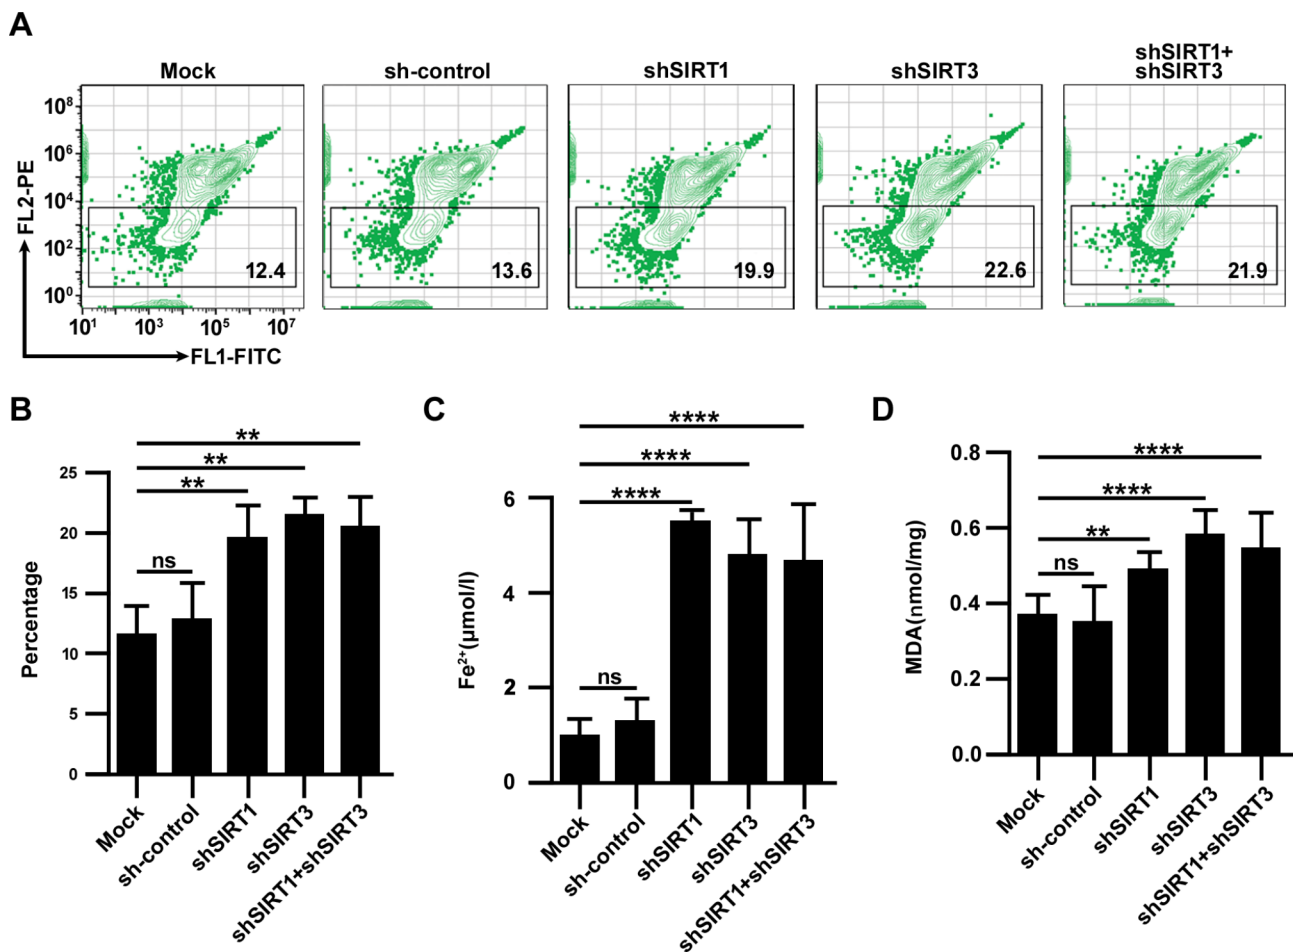 A
Mock
sh-control
shSIRT1
shSIRT3
shSIRT1+
shSIRT3
FL2-PE
10⁸
10⁶
10⁴
10²
10⁰
12.4
13.6
19.9
22.6
21.9
10¹
10³
10⁵
10⁷
FL1-FITC
B
**
**
**
ns
Percentage
25
20
15
10
5
0
Mock
sh-control
shSIRT1
shSIRT3
shSIRT1+shSIRT3
C
****
****
****
ns
Fe²⁺(μmol/l)
6
4
2
0
Mock
sh-control
shSIRT1
shSIRT3
shSIRT1+shSIRT3
D
****
****
**
ns
MDA(nmol/mg)
0.8
0.6
0.4
0.2
0.0
Mock
sh-control
shSIRT1
shSIRT3
shSIRT1+shSIRT3